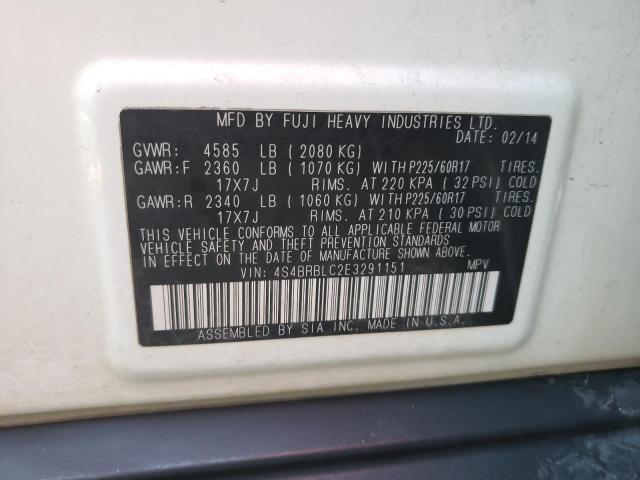 MFD BY FUJI HEAVY INDUSTRIES LTD.
DATE: 02/14
GVWR: 4585 LB ( 2080 KG)
GAWR:F 2360 LB ( 1070 KG) WITH P225/60R17 TIRES.
17X7J RIMS. AT 220 KPA ( 32 PSI) COLD
GAWR:R 2340 LB ( 1060 KG) WITH P225/60R17 TIRES.
17X7J RIMS. AT 210 KPA ( 30 PSI) COLD
THIS VEHICLE CONFORMS TO ALL APPLICABLE FEDERAL MOTOR
VEHICLE SAFETY AND THEFT PREVENTION STANDARDS IN EFFECT
ON THE DATE OF MANUFACTURE SHOWN ABOVE.
VIN: 4S4BRBLC2E3291151 MPV
ASSEMBLED BY SIA INC. MADE IN U.S.A.